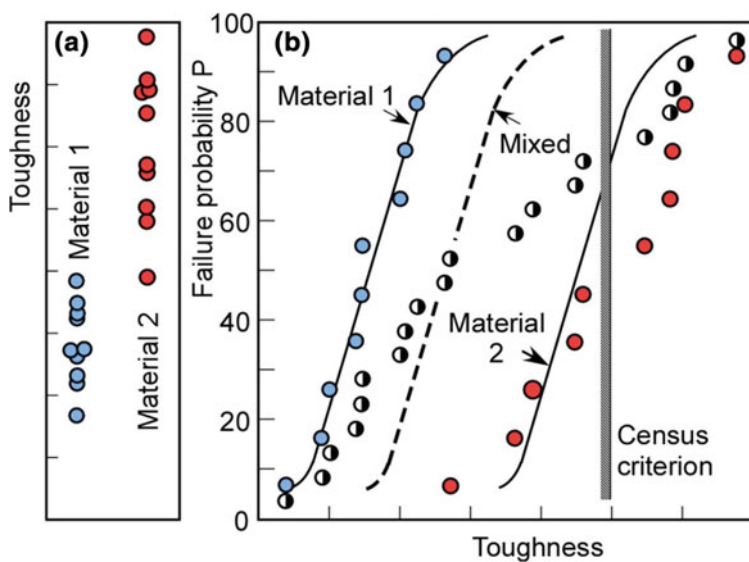 (a)
Toughness
Material 1
Material 2
(b)
Failure probability P
100
80
60
40
20
0
Material 1
Mixed
Material
2
Census
criterion
Toughness